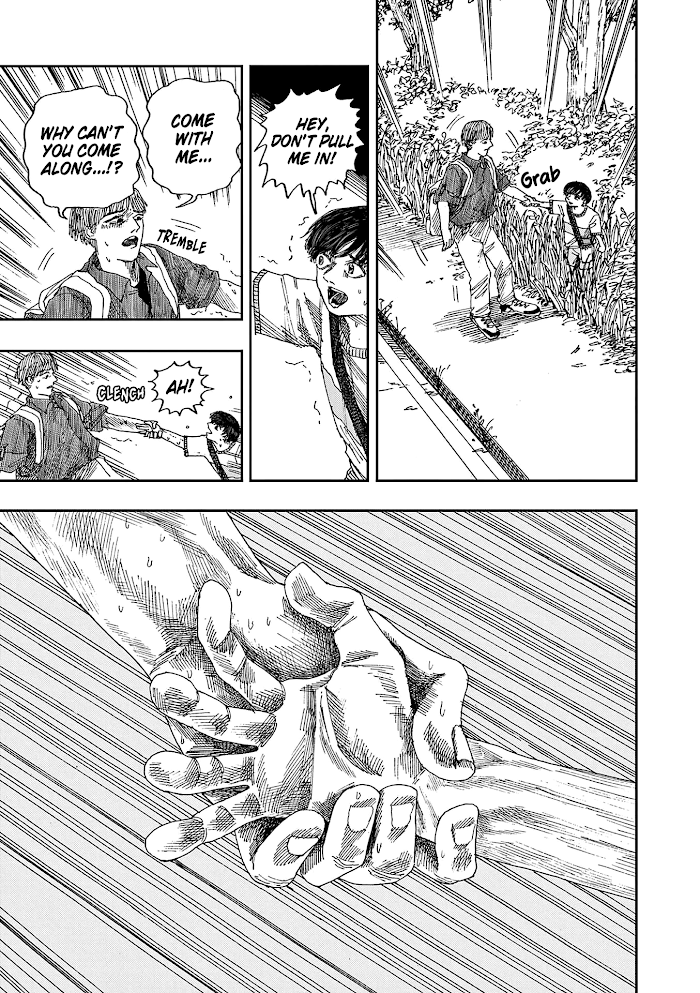 Grab
HEY,
DON'T PULL
ME IN!
COME
WITH
ME...
WHY CAN'T
YOU COME
ALONG...!?
TREMBLE
AH!
CLENCH